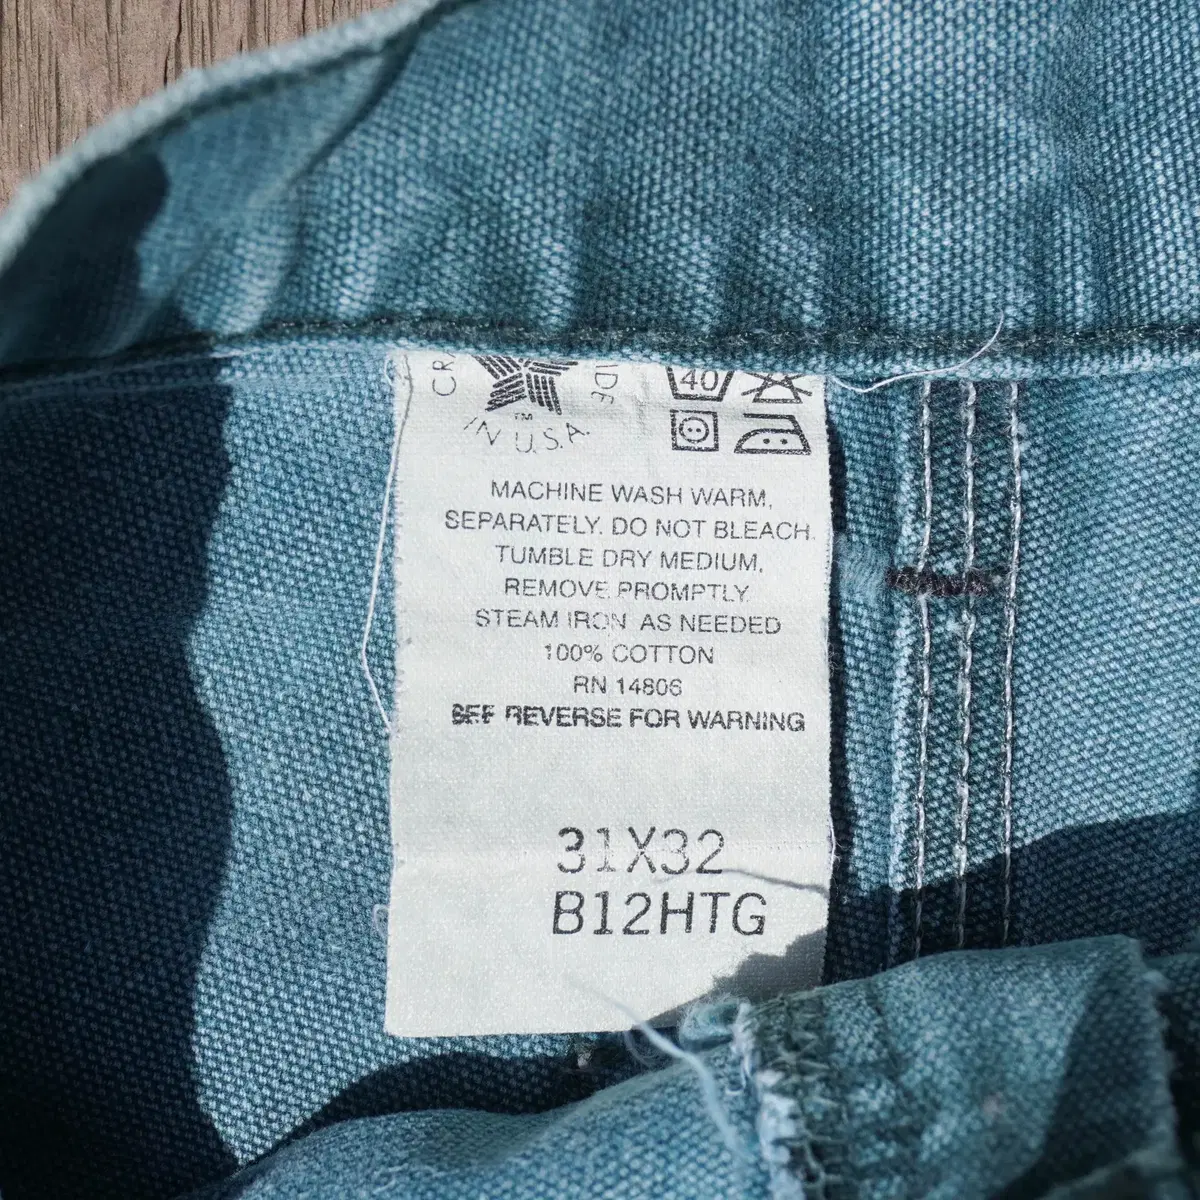 IN U.S.A.
TM
40
MACHINE WASH WARM,
SEPARATELY. DO NOT BLEACH.
TUMBLE DRY MEDIUM,
REMOVE PROMPTLY.
STEAM IRON AS NEEDED
100% COTTON
RN 14806
SEE REVERSE FOR WARNING
31X32
B12HTG